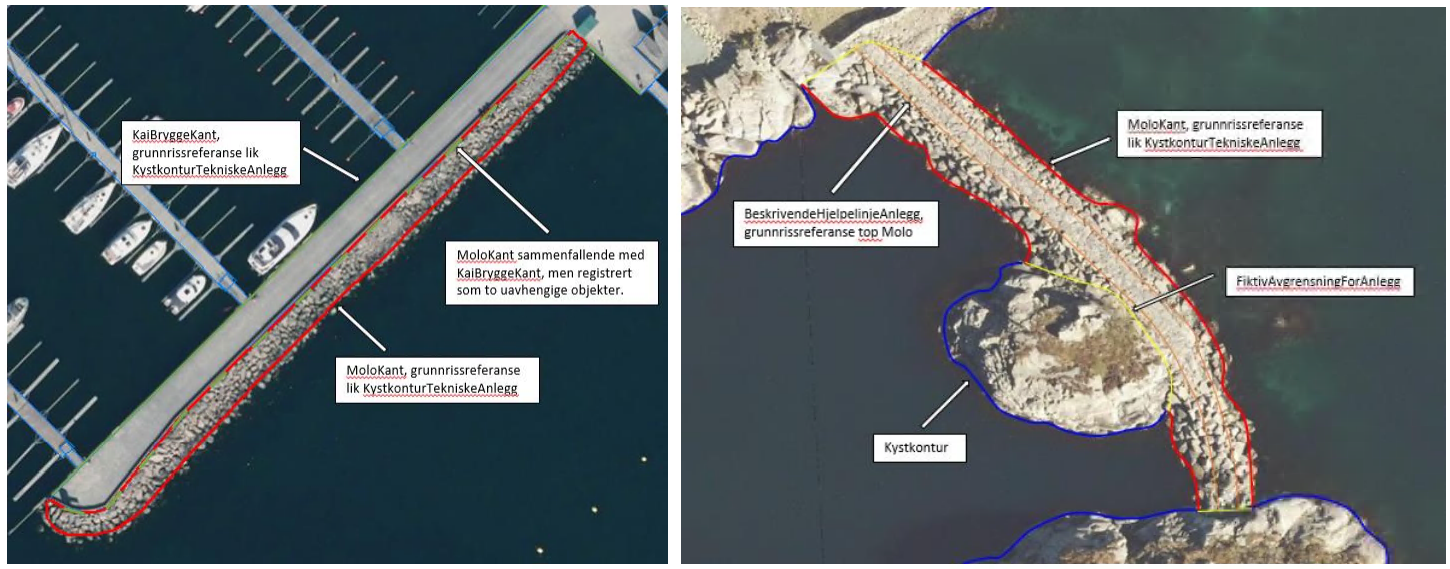 KaiBryggeKant,
grunnrissreferanse lik
KystkonturTekniskeAnlegg
MoloKant sammenfallende med
KaiBryggeKant, men registrert
som to uavhengige objekter.
MoloKant, grunnrissreferanse
lik KystkonturTekniskeAnlegg
MoloKant, grunnrissreferanse
lik KystkonturTekniskeAnlegg
BeskrivendeHjelpelinjeAnlegg,
grunnrissreferanse top Molo
FiktivAvgrensningForAnlegg
Kystkontur